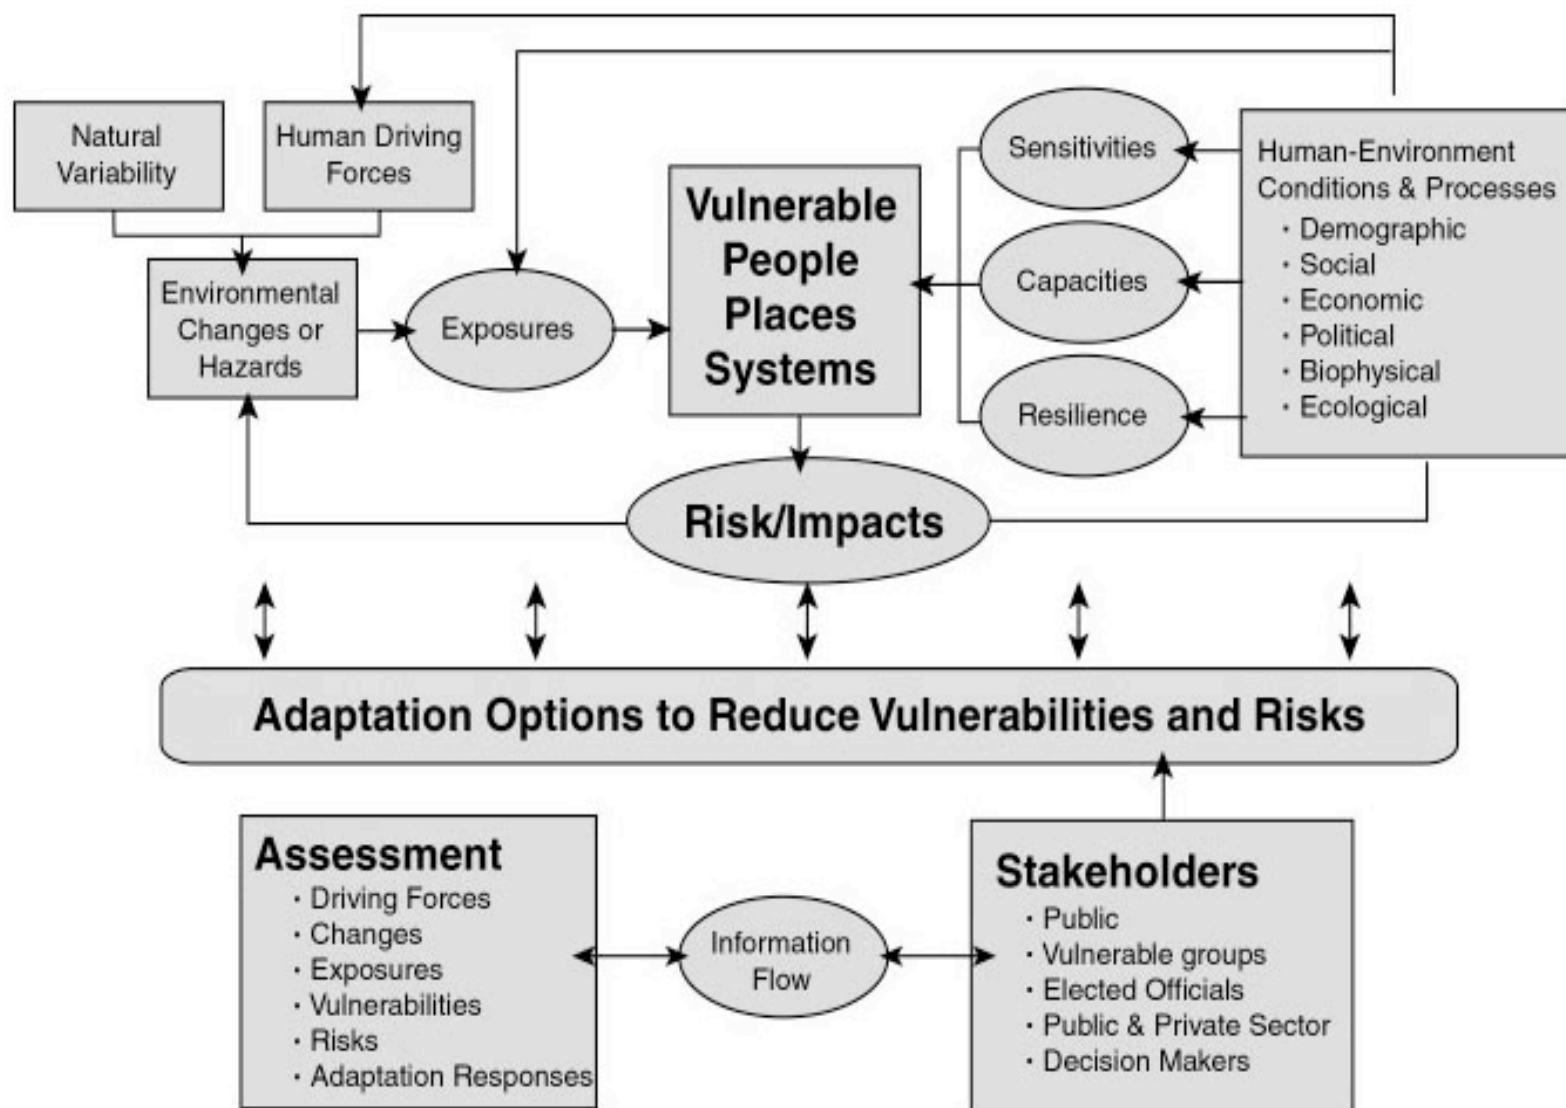 Natural
Variability
Human Driving
Forces
Environmental
Changes or
Hazards
Exposures
Vulnerable
People
Places
Systems
Sensitivities
Capacities
Resilience
Human-Environment
Conditions & Processes
· Demographic
· Social
· Economic
· Political
· Biophysical
· Ecological
Risk/Impacts
Adaptation Options to Reduce Vulnerabilities and Risks
Assessment
· Driving Forces
· Changes
· Exposures
· Vulnerabilities
· Risks
· Adaptation Responses
Information
Flow
Stakeholders
· Public
· Vulnerable groups
· Elected Officials
· Public & Private Sector
· Decision Makers